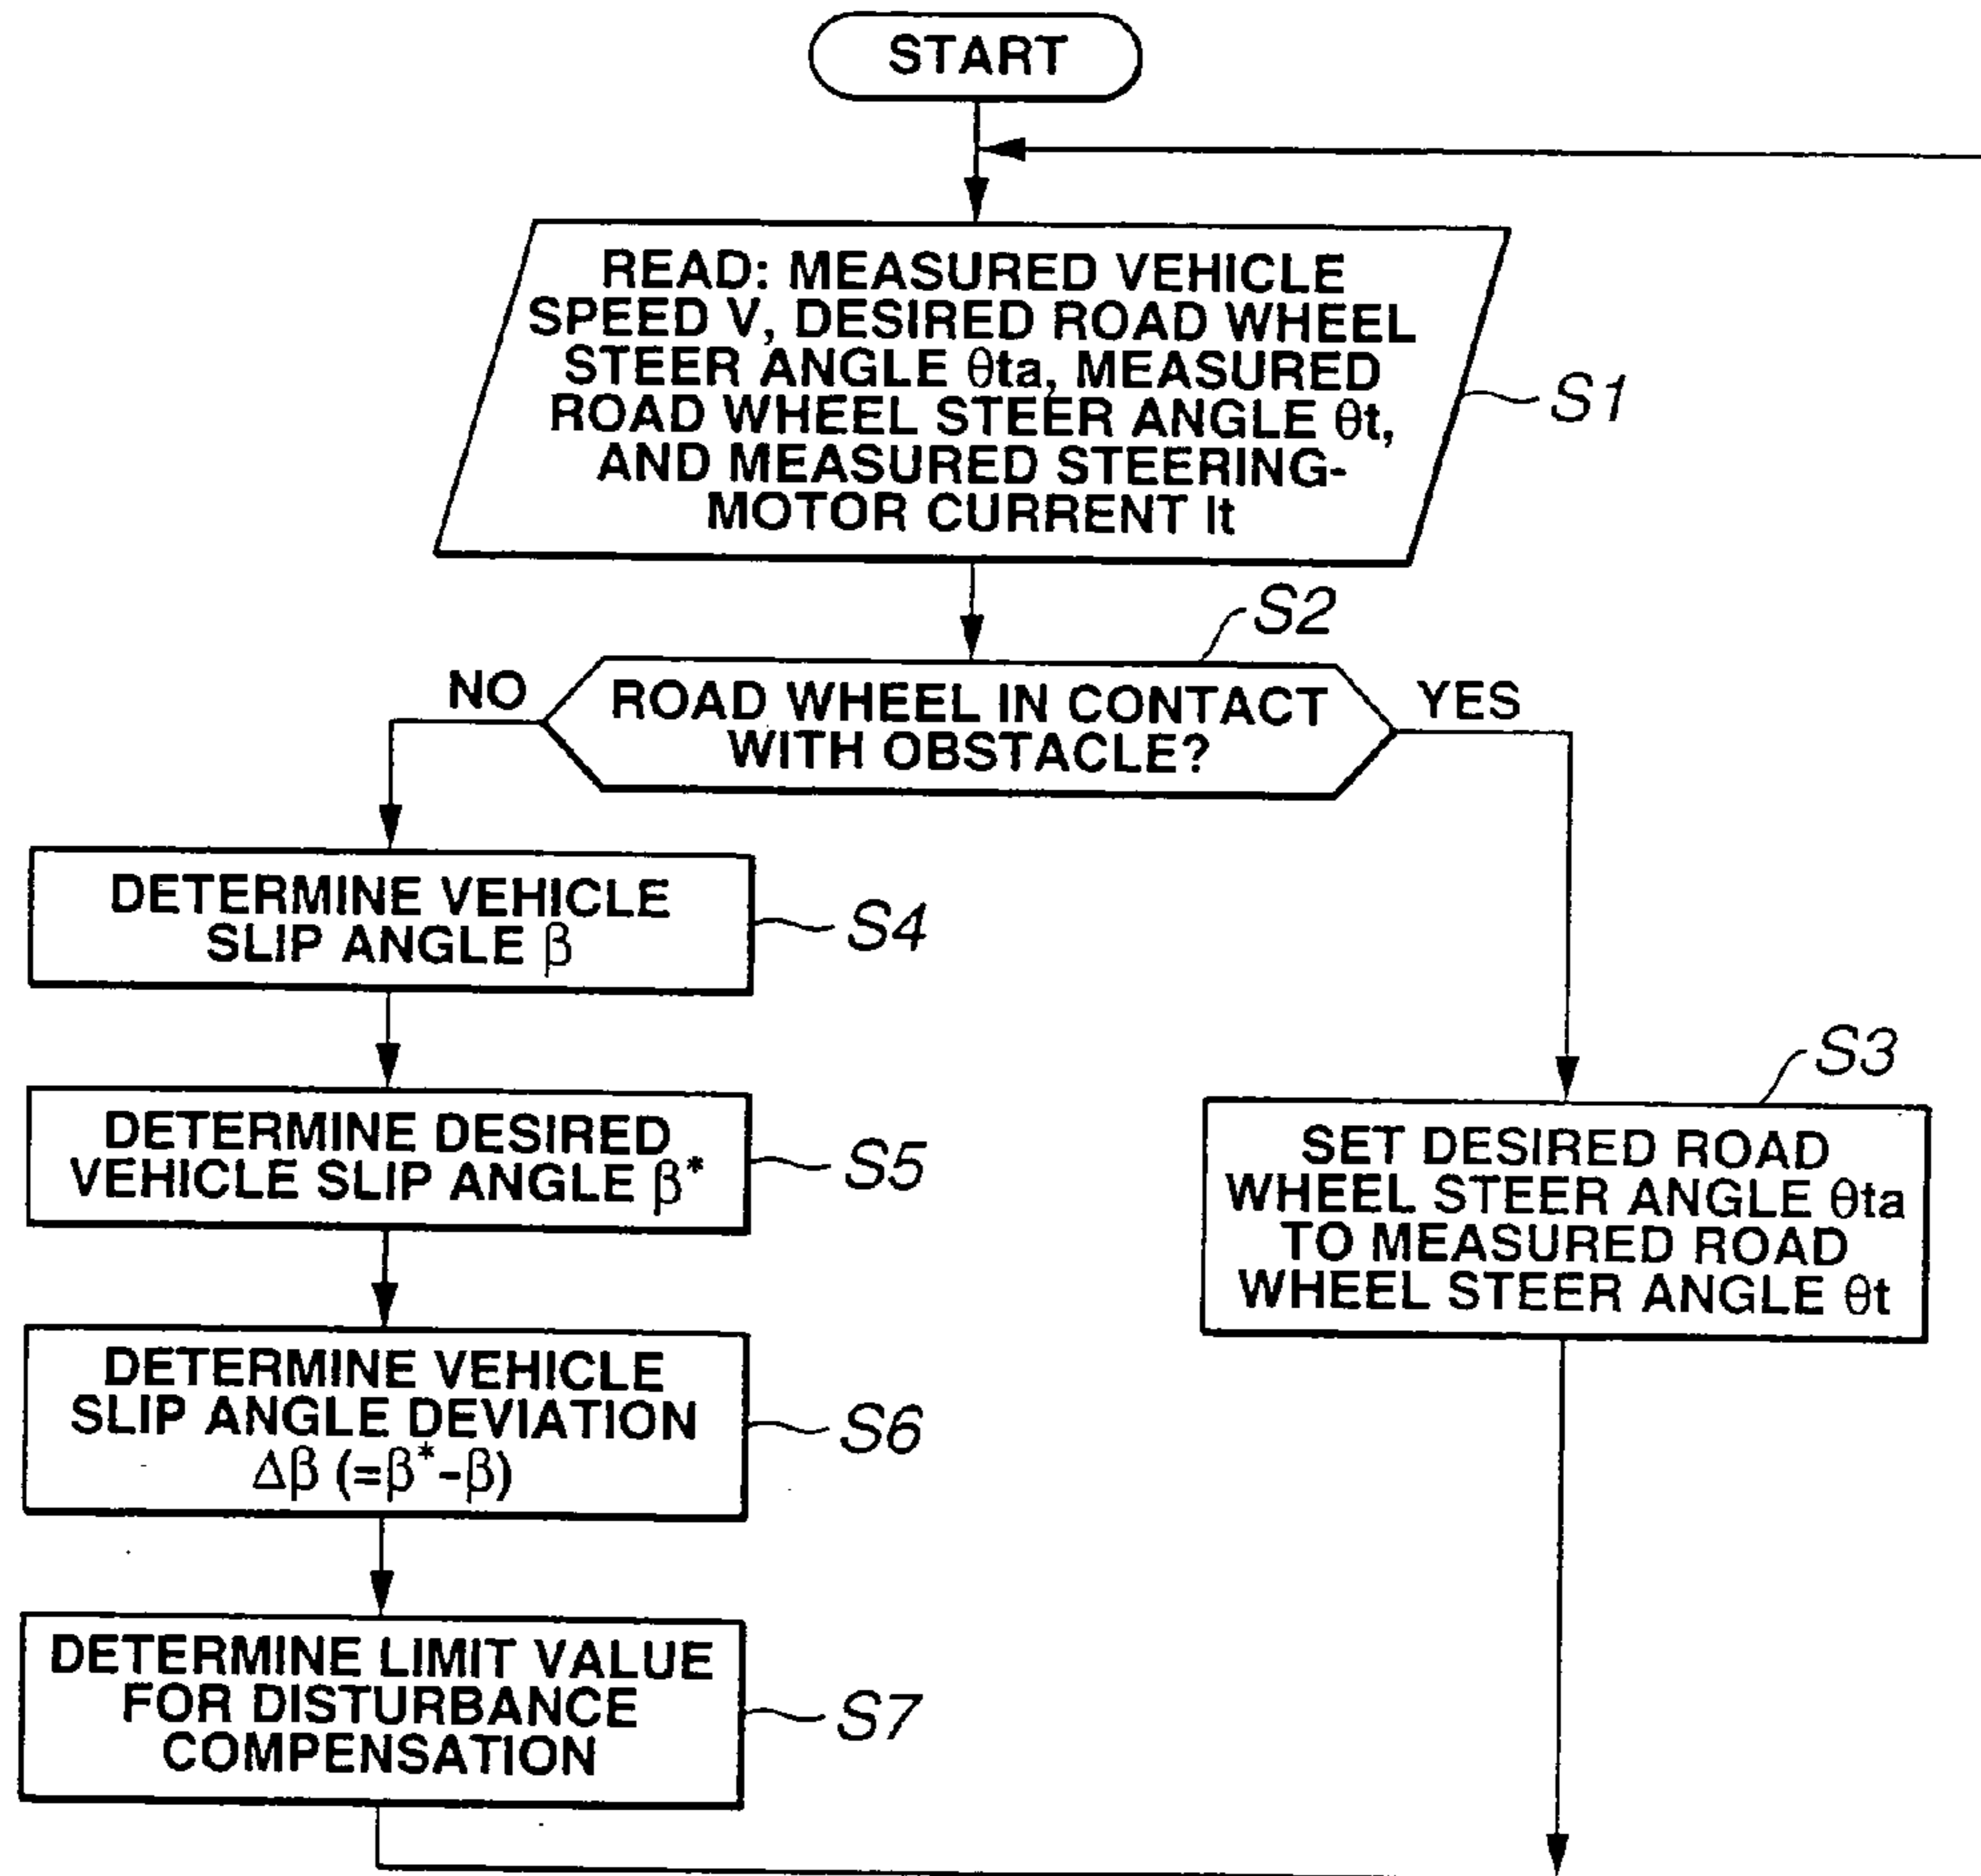 START
READ: MEASURED VEHICLE
SPEED V, DESIRED ROAD WHEEL
STEER ANGLE θta, MEASURED
ROAD WHEEL STEER ANGLE θt,
AND MEASURED STEERING-
MOTOR CURRENT It
S1
S2
NO
ROAD WHEEL IN CONTACT
WITH OBSTACLE?
YES
DETERMINE VEHICLE
SLIP ANGLE β
S4
DETERMINE DESIRED
VEHICLE SLIP ANGLE β*
S5
S3
SET DESIRED ROAD
WHEEL STEER ANGLE θta
TO MEASURED ROAD
WHEEL STEER ANGLE θt
DETERMINE VEHICLE
SLIP ANGLE DEVIATION
Δβ (=β*-β)
S6
DETERMINE LIMIT VALUE
FOR DISTURBANCE
COMPENSATION
S7